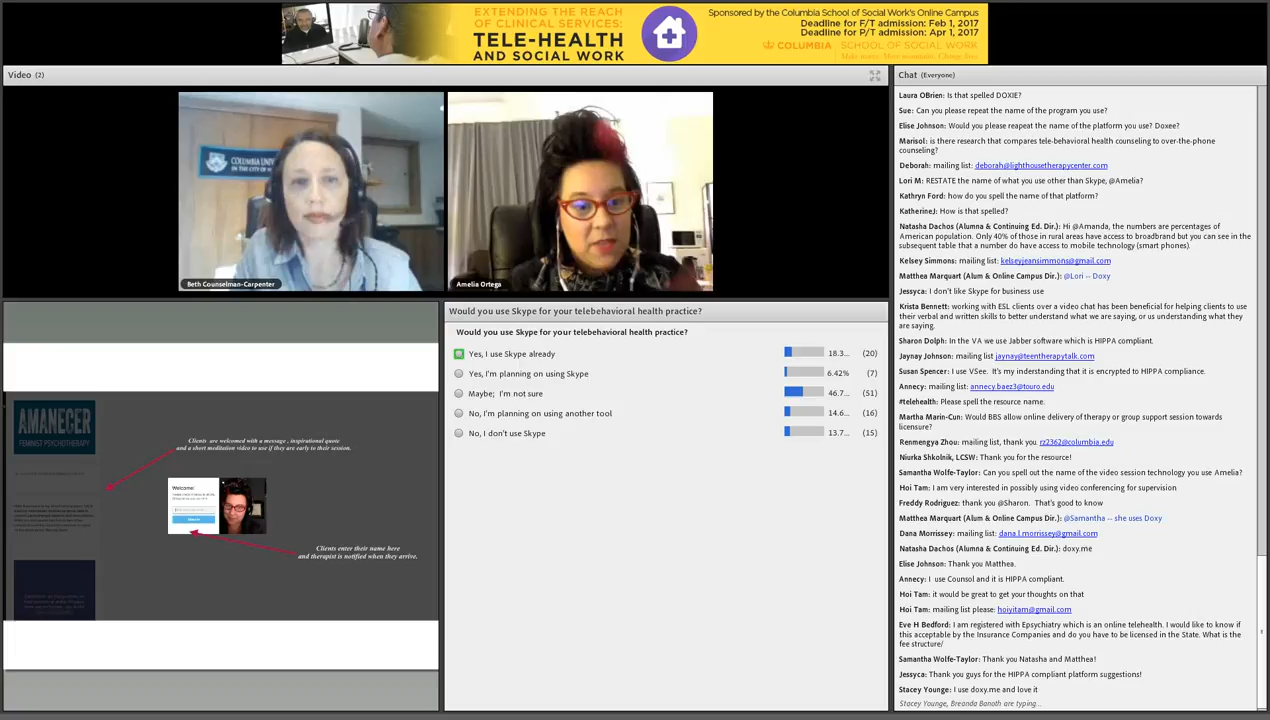 EXTENDING THE REACH
OF CLINICAL SERVICES:
TELE-HEALTH
AND SOCIAL WORK
Sponsored by the Columbia School of Social Work's Online Campus
Deadline for F/T admission: Feb 1, 2017
Deadline for P/T admission: Apr 1, 2017
COLUMBIA SCHOOL OF SOCIAL WORK
Video (2)
COLUMBIA UNIV
IN THE CITY OF N
Beth Counselman-Carpenter
Amelia Ortega
AMANECER
FEMINIST PSYCHOTHERAPY
Clients are welcomed with a message, inspirational quote
and a short meditation video to use if they are early to their session.
Welcome!
Clients enter their name here
and therapist is notified when they arrive.
Would you use Skype for your telebehavioral health practice?
Would you use Skype for your telebehavioral health practice?
Yes, I use Skype already 18.3... (20)
Yes, I'm planning on using Skype 6.42% (7)
Maybe; I'm not sure 46.7... (51)
No, I'm planning on using another tool 14.6... (16)
No, I don't use Skype 13.7... (15)
Chat (Everyone)
Laura OBrien: Is that spelled DOXIE?
Sue: Can you please repeat the name of the program you use?
Elise Johnson: Would you please reapeat the name of the platform you use? Doxee?
Marisol: is there research that compares tele-behavioral health counseling to over-the-phone
counseling?
Deborah: mailing list: deborah@lighthousetherapycenter.com
Lori M: RESTATE the name of what you use other than Skype, @Amelia?
Kathryn Ford: how do you spell the name of that platform?
KatherineJ: How is that spelled?
Natasha Dachos (Alumna & Continuing Ed. Dir.): Hi @Amanda, the numbers are percentages of
American population. Only 40% of those in rural areas have access to broadbrand but you can see in the
subsequent table that a number do have access to mobile technology (smart phones).
Kelsey Simmons: mailing list: kelseyjeansimmons@gmail.com
Matthea Marquart (Alum & Online Campus Dir.): @Lori -- Doxy
Jessyca: I don't like Skype for business use
Krista Bennett: working with ESL clients over a video chat has been beneficial for helping clients to use
their verbal and written skills to better understand what we are saying, or us understanding what they
are saying.
Sharon Dolph: In the VA we use Jabber software which is HIPPA compliant.
Jaynay Johnson: mailing list jaynay@teentherapytalk.com
Susan Spencer: I use VSee. It's my inderstanding that it is encrypted to HIPPA compliance.
Annecy: mailing list: annecy.baez3@touro.edu
#telehealth: Please spell the resource name.
Martha Marin-Cun: Would BBS allow online delivery of therapy or group support session towards
licensure?
Renmengya Zhou: mailing list, thank you. rz2362@columbia.edu
Niurka Shkolnik, LCSW: Thank you for the resource!
Samantha Wolfe-Taylor: Can you spell out the name of the video session technology you use Amelia?
Hoi Tam: I am very interested in possibly using video conferencing for supervision
Freddy Rodriguez: thank you @Sharon. That's good to know
Matthea Marquart (Alum & Online Campus Dir.): @Samantha -- she uses Doxy
Dana Morrissey: mailing list: dana.l.morrissey@gmail.com
Natasha Dachos (Alumna & Continuing Ed. Dir.): doxy.me
Elise Johnson: Thank you Matthea.
Annecy: I use Counsol and it is HIPPA compliant.
Hoi Tam: it would be great to get your thoughts on that
Hoi Tam: mailing list please: hoiyitam@gmail.com
Eve H Bedford: I am registered with Epsychiatry which is an online telehealth. I would like to know if
this acceptable by the Insurance Companies and do you have to be licensed in the State. What is the
fee structure/
Samantha Wolfe-Taylor: Thank you Natasha and Matthea!
Jessyca: Thank you guys for the HIPPA compliant platform suggestions!
Stacey Younge: I use doxy.me and love it
Stacey Younge, Breanda Banoth are typing...